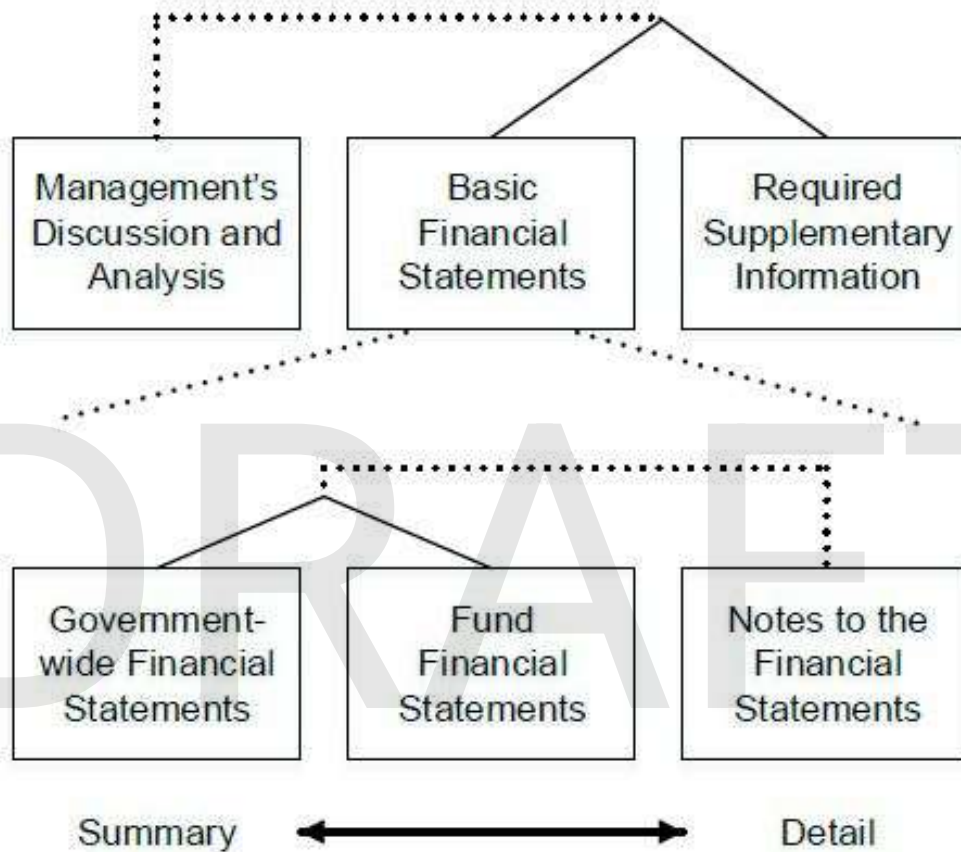 Management's
Discussion and
Analysis
Basic
Financial
Statements
Required
Supplementary
Information
DRAFT
Government-
wide Financial
Statements
Fund
Financial
Statements
Notes to the
Financial
Statements
Summary
Detail